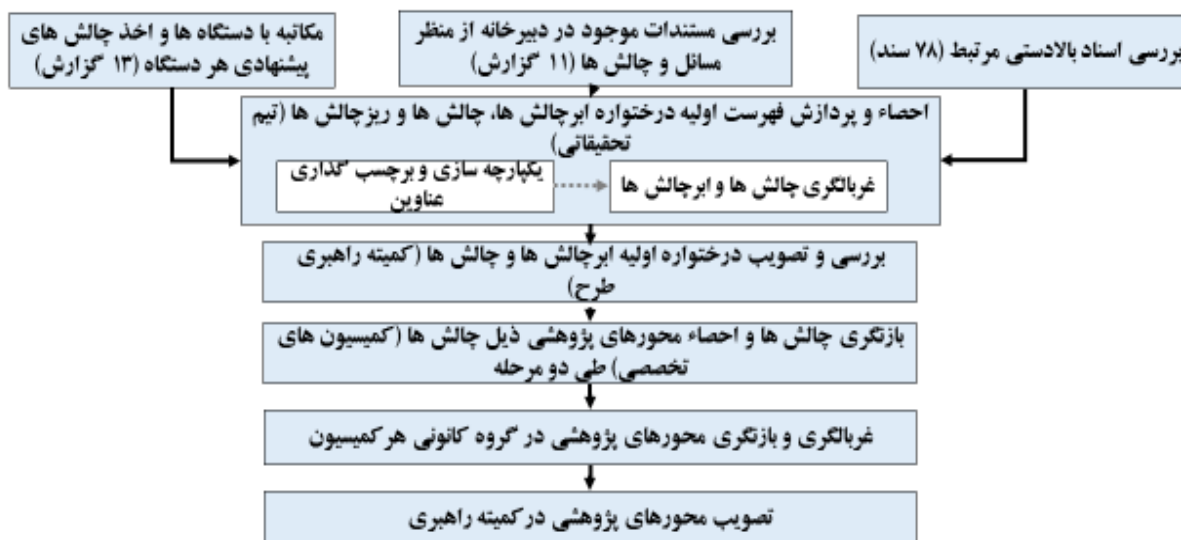 بررسی اسناد بالادستی مرتبط (۷۸ سند)
بررسی مستندات موجود در دبیرخانه از منظر
مسائل و چالش ها (۱۱ گزارش)
مکاتبه با دستگاه ها و اخذ چالش های
پیشنهادی هر دستگاه (۱۳ گزارش)
احصاء و پردازش فهرست اولیه درختواره ابرچالش ها، چالش ها و ریزچالش ها (تیم
تحقیقاتی)
یکپارچه سازی و برچسب گذاری
عناوین
غربالگری چالش ها و ابرچالش ها
بررسی و تصویب درختواره اولیه ابرچالش ها و چالش ها (کمیته راهبری
طرح)
بازنگری چالش ها و احصاء محورهای پژوهشی ذیل چالش ها (کمیسیون های
تخصصی) طی دو مرحله
غربالگری و بازنگری محورهای پژوهشی در گروه کانونی هر کمیسیون
تصویب محورهای پژوهشی در کمیته راهبری